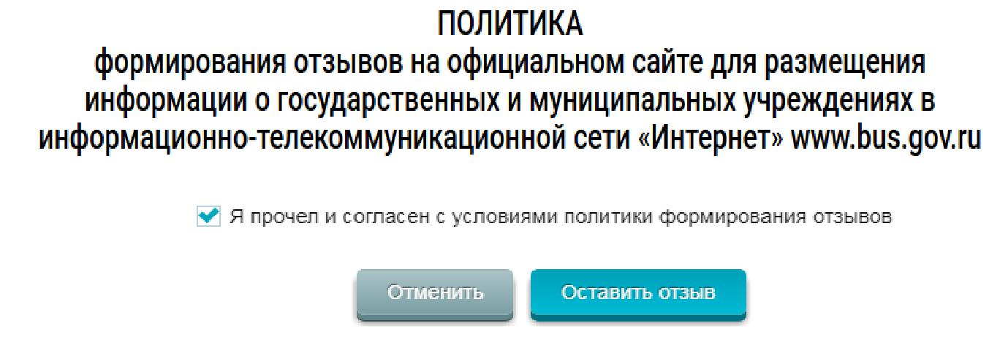 ПОЛИТИКА
формирования отзывов на официальном сайте для размещения
информации о государственных и муниципальных учреждениях в
информационно-телекоммуникационной сети «Интернет» www.bus.gov.ru
Я прочел и согласен с условиями политики формирования отзывов
Отменить
Оставить отзыв